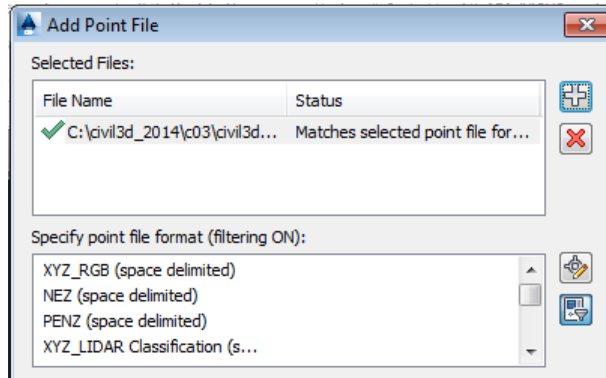 Add Point File
Selected Files:
File Name Status
C:\civil3d_2014\c03\civil3d... Matches selected point file for...
Specify point file format (filtering ON):
XYZ_RGB (space delimited)
NEZ (space delimited)
PENZ (space delimited)
XYZ_LIDAR Classification (s...